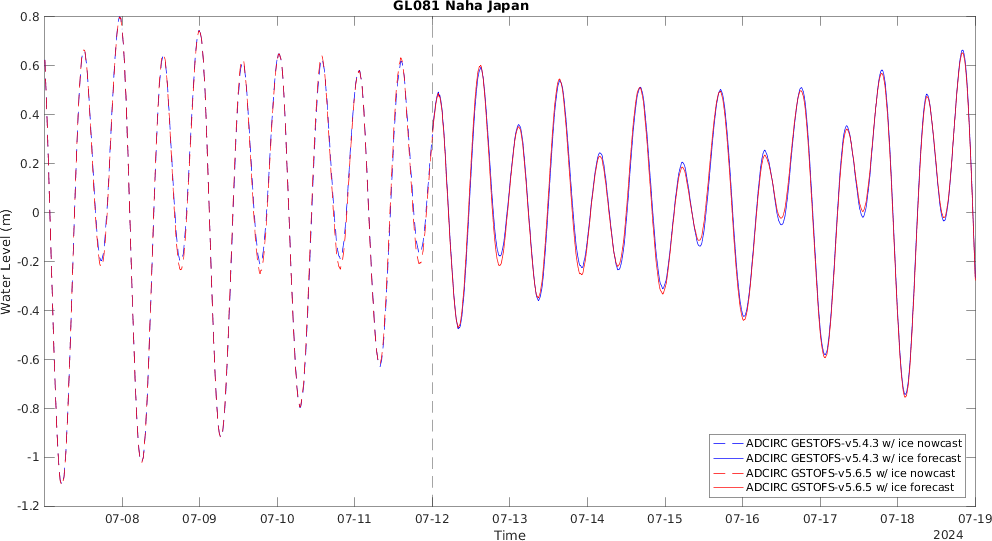 GL081 Naha Japan
Water Level (m)
0.8
0.6
0.4
0.2
0
-0.2
-0.4
-0.6
-0.8
-1
-1.2
ADCIRC GESTOFS-v5.4.3 w/ ice nowcast
ADCIRC GESTOFS-v5.4.3 w/ ice forecast
ADCIRC GSTOFS-v5.6.5 w/ ice nowcast
ADCIRC GSTOFS-v5.6.5 w/ ice forecast
07-08 07-09 07-10 07-11 07-12 07-13 07-14 07-15 07-16 07-17 07-18 07-19
Time
2024